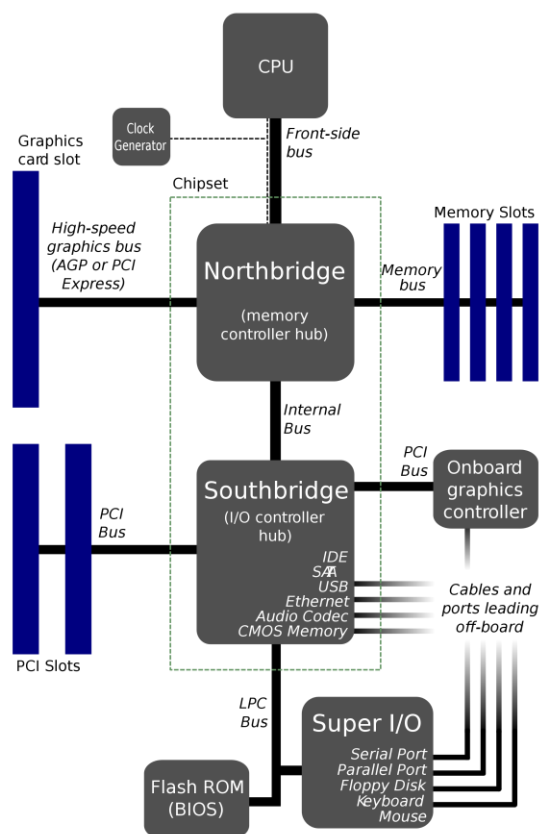 CPU
Clock
Generator
Front-side
bus
Graphics
card slot
Chipset
High-speed
graphics bus
(AGP or PCI
Express)
Northbridge
(memory
controller hub)
Memory Slots
Memory
bus
Internal
Bus
Southbridge
(I/O controller
hub)
PCI
Bus
Onboard
graphics
controller
PCI
Bus
IDE
SATA
USB
Ethernet
Audio Codec
CMOS Memory
Cables and
ports leading
off-board
PCI Slots
LPC
Bus
Super I/O
Serial Port
Parallel Port
Floppy Disk
Keyboard
Mouse
Flash ROM
(BIOS)